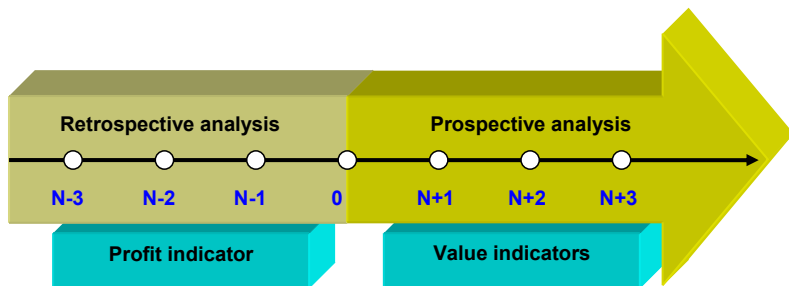 Retrospective analysis Prospective analysis
N-3 N-2 N-1 0 N+1 N+2 N+3
Profit indicator Value indicators